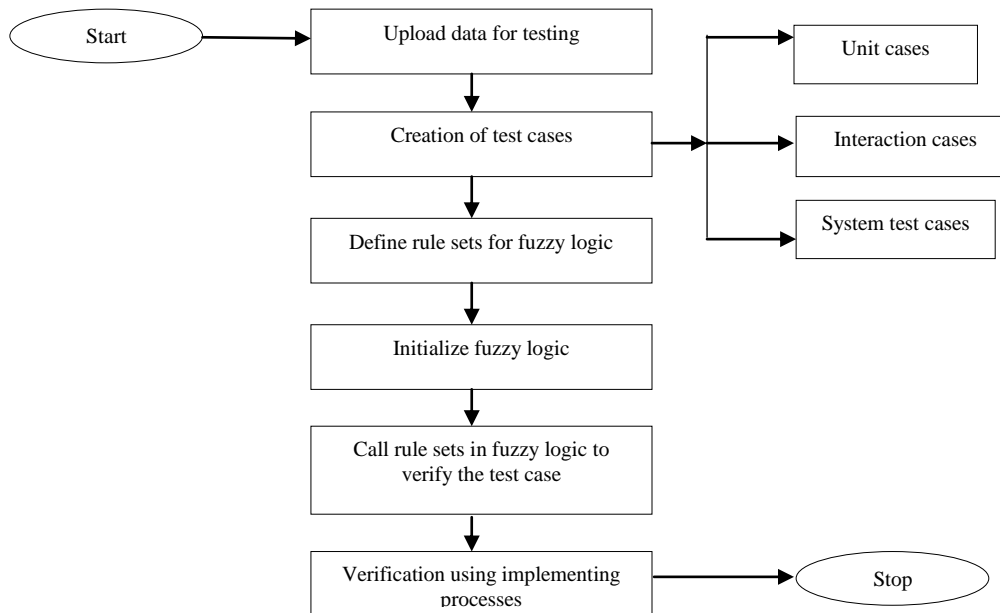 Start
Upload data for testing
Unit cases
Creation of test cases
Interaction cases
System test cases
Define rule sets for fuzzy logic
Initialize fuzzy logic
Call rule sets in fuzzy logic to
verify the test case
Verification using implementing
processes
Stop